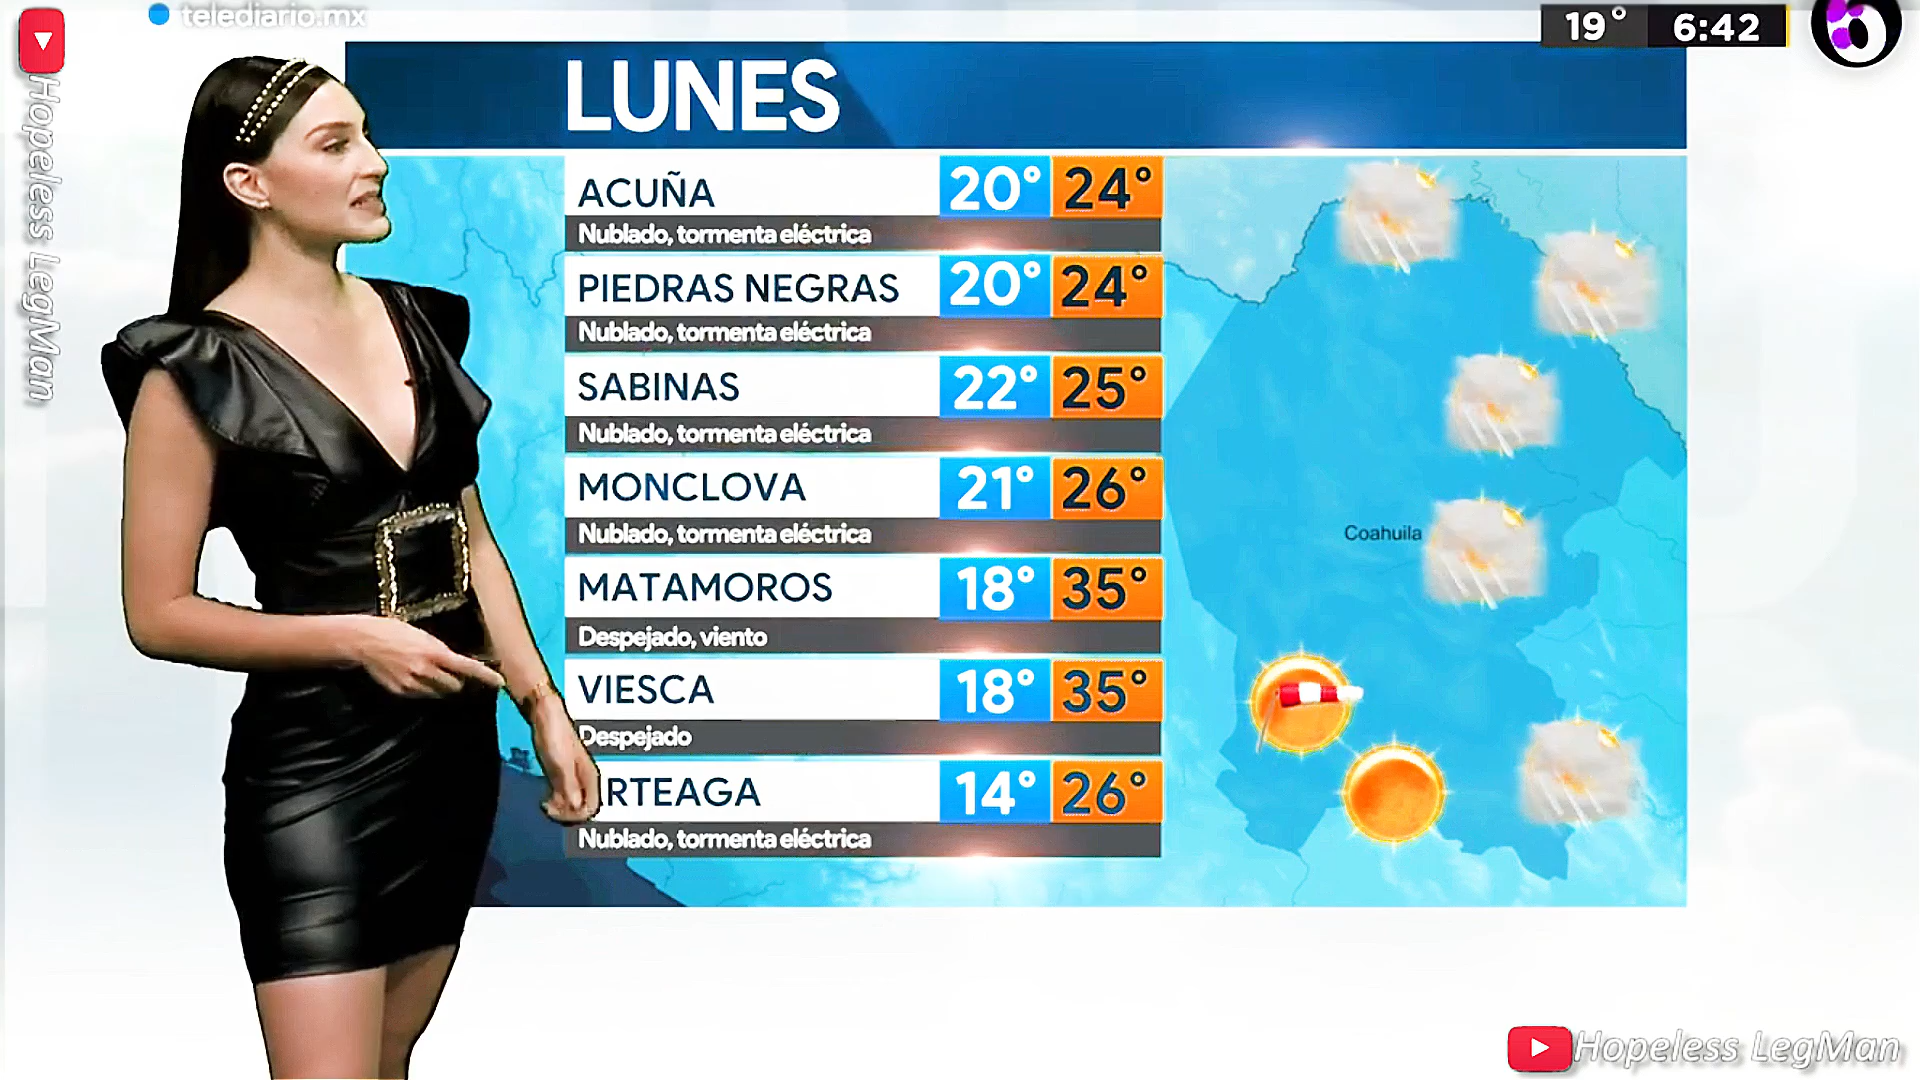 telediario.mx
19° 6:42
Hopeless LegMan
LUNES
ACUÑA 20° 24°
Nublado, tormenta eléctrica
PIEDRAS NEGRAS 20° 24°
Nublado, tormenta eléctrica
SABINAS 22° 25°
Nublado, tormenta eléctrica
MONCLOVA 21° 26°
Nublado, tormenta eléctrica
Coahuila
MATAMOROS 18° 35°
Despejado, viento
VIESCA 18° 35°
Despejado
ARTEAGA 14° 26°
Nublado, tormenta eléctrica
Hopeless LegMan